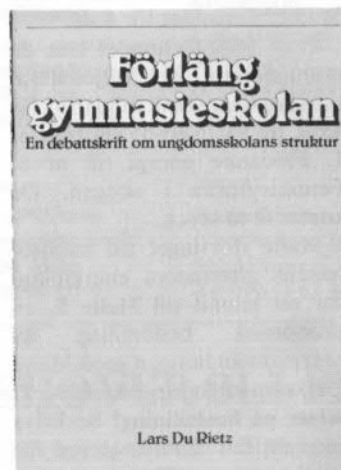 Förläng
gymnasieskolan
En debattskrift om ungdomsskolans struktur
Lars Du Rietz